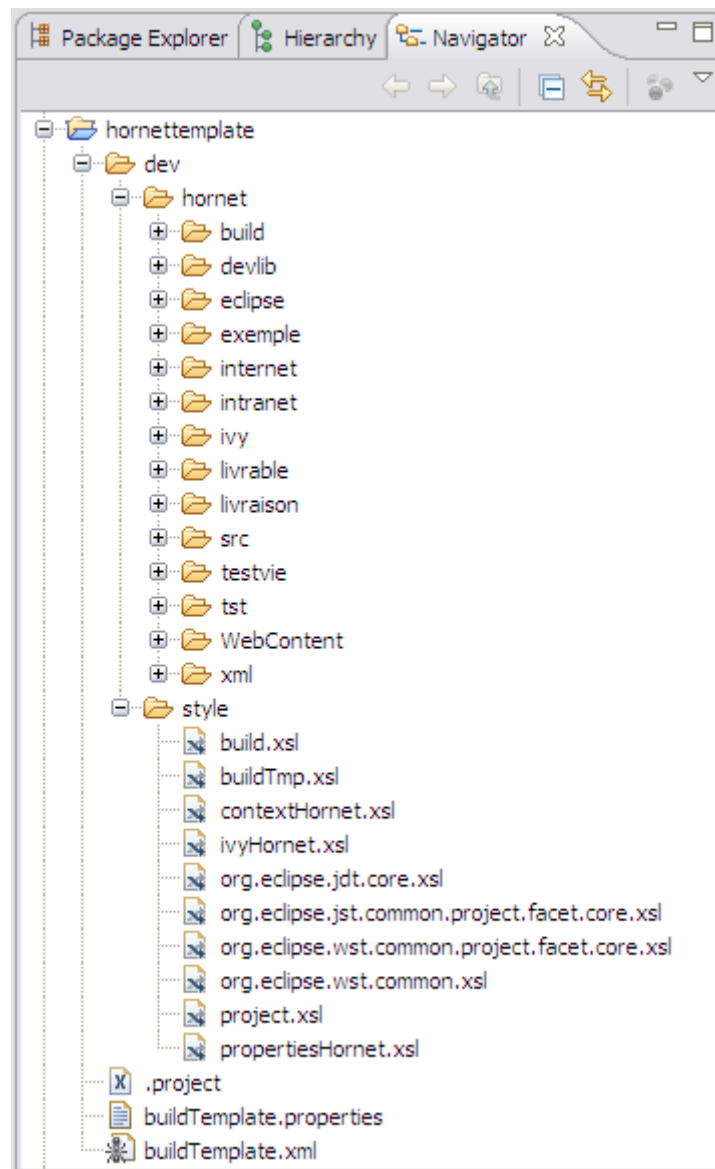 Package Explorer Hierarchy Navigator
hornettemplate
dev
hornet
build
devlib
eclipse
exemple
internet
intranet
ivy
livrable
livraison
src
testvie
tst
WebContent
xml
style
build.xsl
buildTmp.xsl
contextHornet.xsl
ivyHornet.xsl
org.eclipse.jdt.core.xsl
org.eclipse.jst.common.project.facet.core.xsl
org.eclipse.wst.common.project.facet.core.xsl
org.eclipse.wst.common.xsl
project.xsl
propertiesHornet.xsl
.project
buildTemplate.properties
buildTemplate.xml